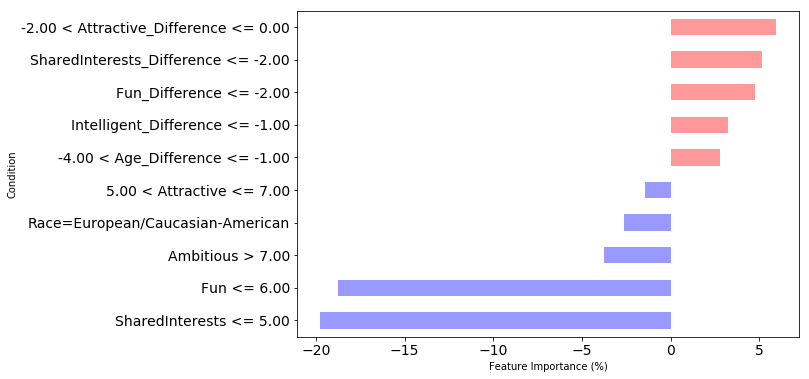 -2.00 < Attractive_Difference <= 0.00
SharedInterests_Difference <= -2.00
Fun_Difference <= -2.00
Intelligent_Difference <= -1.00
-4.00 < Age_Difference <= -1.00
5.00 < Attractive <= 7.00
Race=European/Caucasian-American
Ambitious > 7.00
Fun <= 6.00
SharedInterests <= 5.00
Condition
−20 −15 −10 −5 0 5
Feature Importance (%)